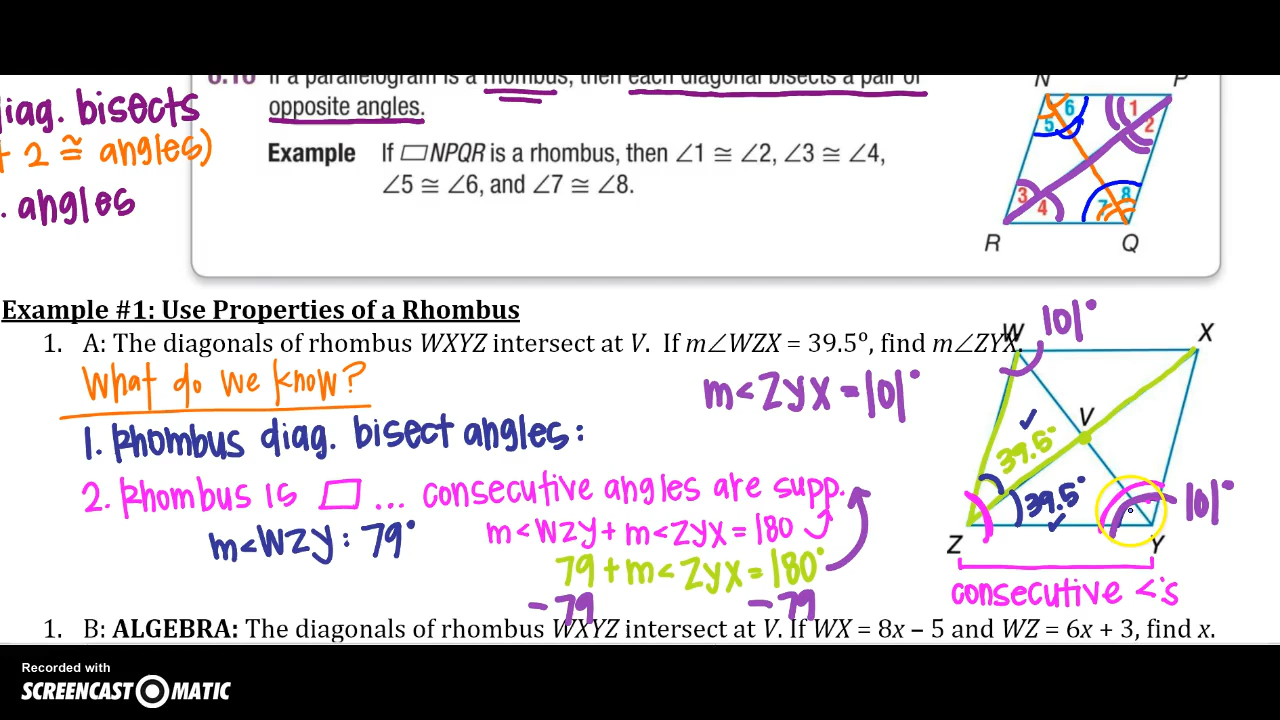 6.16 If a parallelogram is a rhombus, then each diagonal bisects a pair of
opposite angles.
diag. bisects
+ 2 ≅ angles)
. angles
Example If ▱NPQR is a rhombus, then ∠1 ≅ ∠2, ∠3 ≅ ∠4,
∠5 ≅ ∠6, and ∠7 ≅ ∠8.
N P
6 1
5 2
3 8
4 7
R Q
Example #1: Use Properties of a Rhombus
1. A: The diagonals of rhombus WXYZ intersect at V. If m∠WZX = 39.5º, find m∠ZYX.
What do we know?
m<ZYX = 101°
1. Rhombus diag. bisect angles:
2. Rhombus is ▱ ... consecutive angles are supp.
m<WZY: 79°
m<WZY + m<ZYX = 180
79 + m<ZYX = 180°
-79 -79
W 101° X
V
39.5°
39.5°
101°
Z Y
consecutive <'s
1. B: ALGEBRA: The diagonals of rhombus WXYZ intersect at V. If WX = 8x – 5 and WZ = 6x + 3, find x.
Recorded with
SCREENCAST-O-MATIC